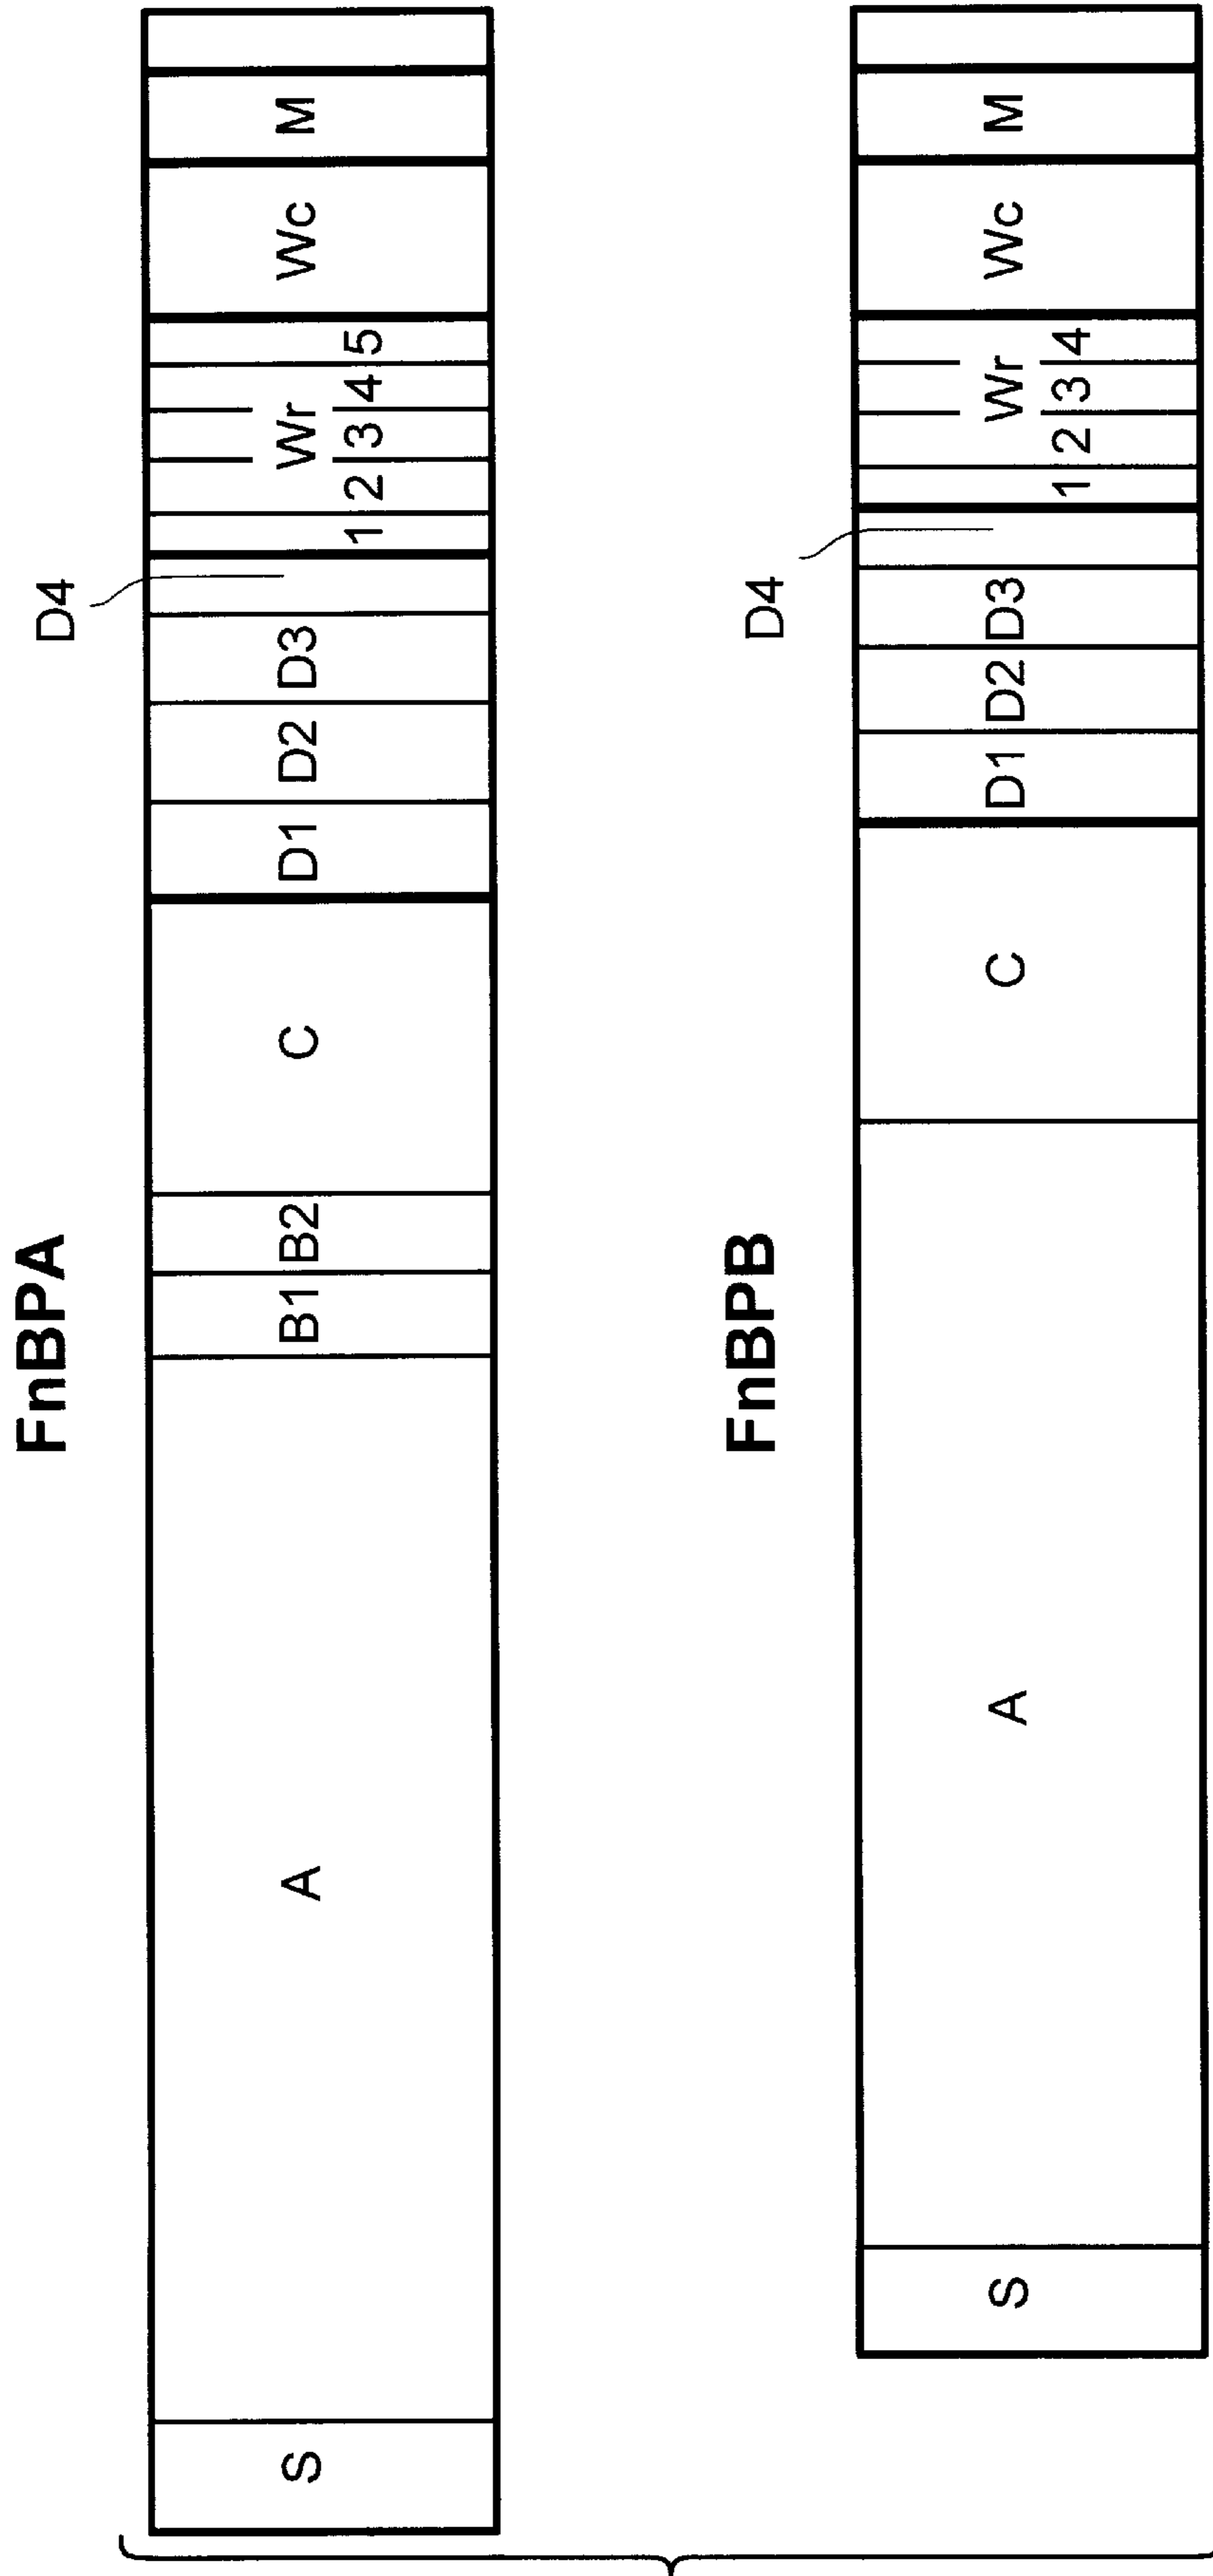 FnBPA
D4
S A B1 B2 C D1 D2 D3 Wr Wc M
1 2 3 4 5
FnBPB
D4
S A C D1 D2 D3 Wr Wc M
1 2 3 4